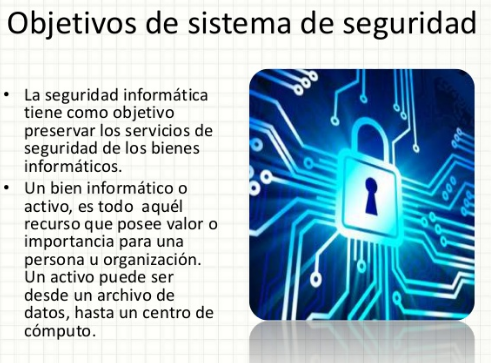 Objetivos de sistema de seguridad
• La seguridad informática
tiene como objetivo
preservar los servicios de
seguridad de los bienes
informáticos.
• Un bien informático o
activo, es todo aquél
recurso que posee valor o
importancia para una
persona u organización.
Un activo puede ser
desde un archivo de
datos, hasta un centro de
cómputo.